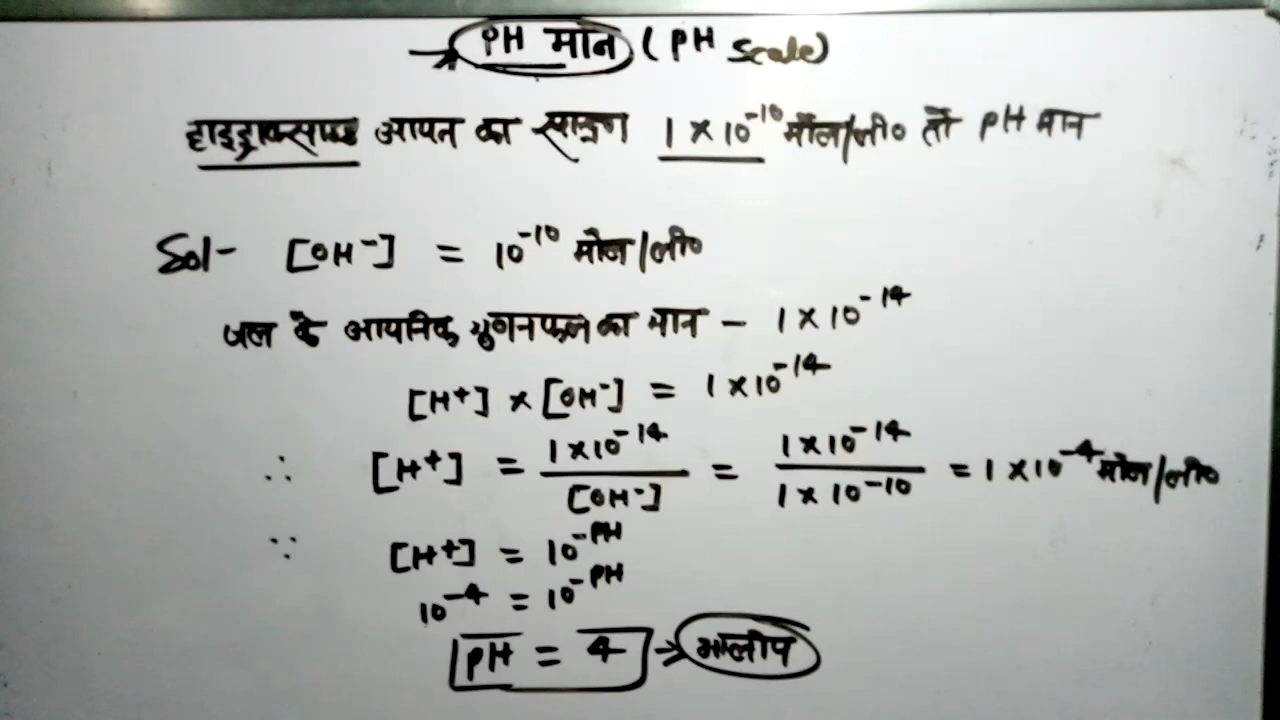 → PH मान (PH Scale)
हाइड्राक्साइड आयन का सान्द्रण 1 × 10⁻¹⁰ मोल/ली० तो PH मान
Sol- [OH⁻] = 10⁻¹⁰ मोल/ली०
जल के आयनिक गुणनफल का मान - 1 × 10⁻¹⁴
[H⁺] × [OH⁻] = 1 × 10⁻¹⁴
∴ [H⁺] = 1 × 10⁻¹⁴ / [OH⁻] = 1 × 10⁻¹⁴ / 1 × 10⁻¹⁰ = 1 × 10⁻⁴ मोल/ली०
∵ [H⁺] = 10⁻ᴾᴴ
10⁻⁴ = 10⁻ᴾᴴ
PH = 4 → अम्लीय